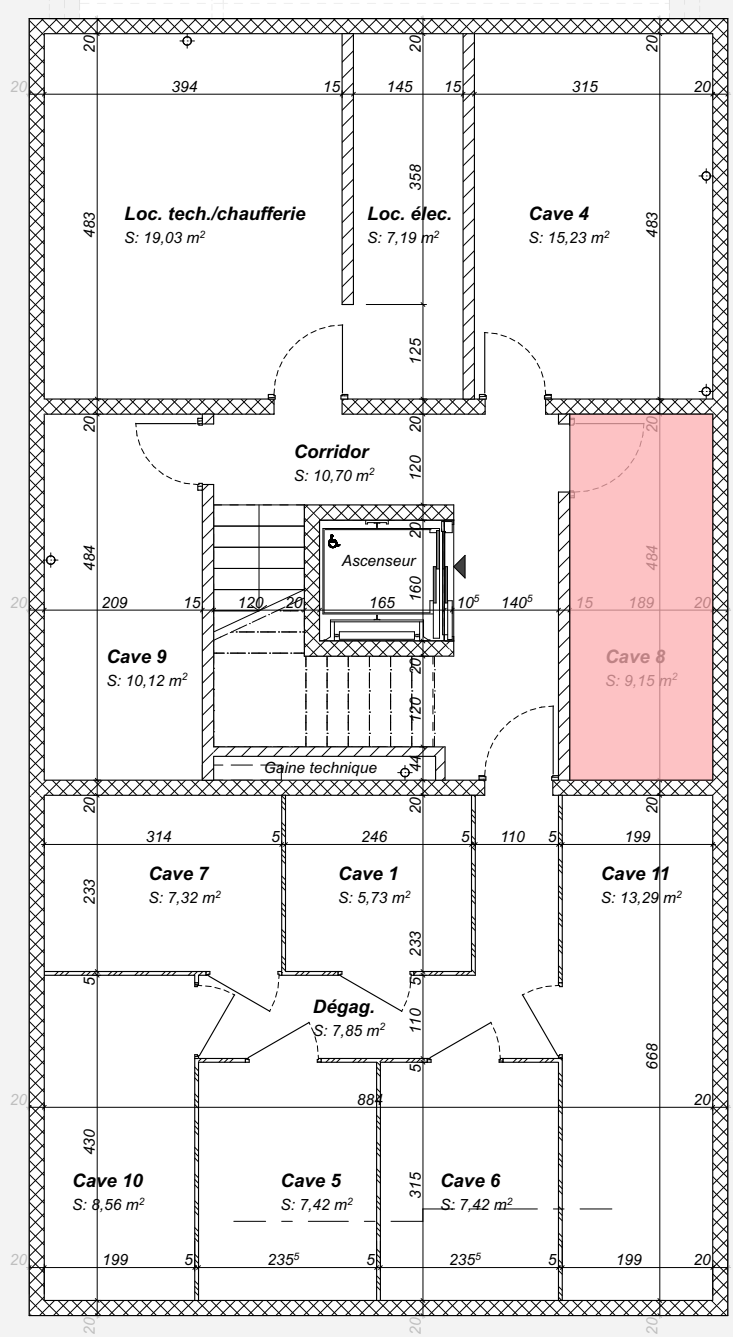 20 20
20 394 15 145 15 315 20
358
483 483
Loc. tech./chaufferie Loc. élec. Cave 4
S: 19,03 m² S: 7,19 m² S: 15,23 m²
125
20 20 20
Corridor
S: 10,70 m²
120
20
484 Ascenseur 484
160
20 209 15 120 20 165 10⁵ 140⁵ 15 189 20
Cave 9 20 Cave 8
S: 10,12 m² S: 9,15 m²
120
Gaine technique 44
20 20 20
314 5 246 5 110 5 199
Cave 7 Cave 1 Cave 11
S: 7,32 m² S: 5,73 m² S: 13,29 m²
233 233
5 5
Dégag.
S: 7,85 m²
110
668
5
20 884 20
430
Cave 10 Cave 5 Cave 6
S: 8,56 m² S: 7,42 m² S: 7,42 m²
315
20 199 5 235⁵ 5 235⁵ 5 199 20
20 20 20